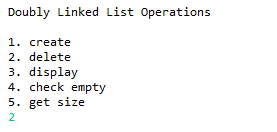 Doubly Linked List Operations
1. create
2. delete
3. display
4. check empty
5. get size
2